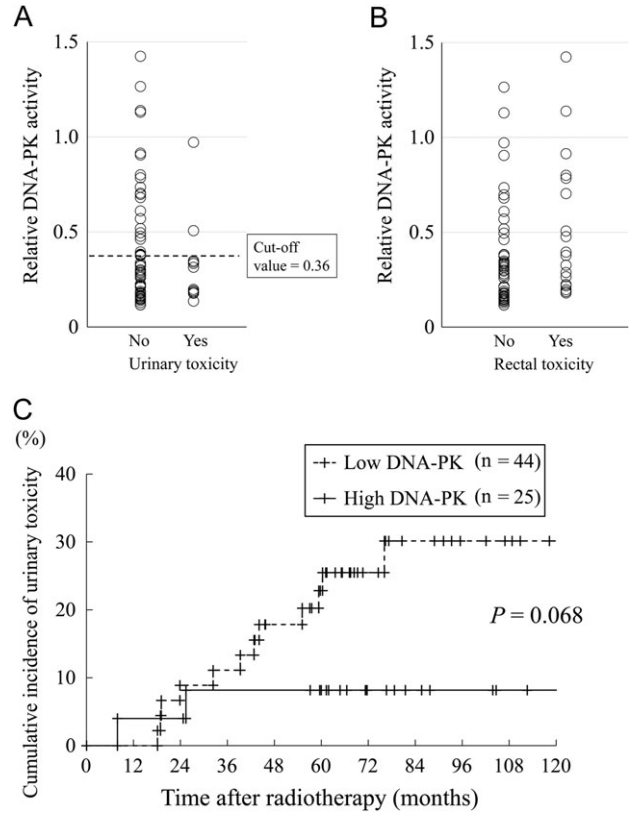 A
Relative DNA-PK activity
1.5
1.0
0.5
0
Cut-off
value = 0.36
No
Yes
Urinary toxicity
B
Relative DNA-PK activity
1.5
1.0
0.5
0
No
Yes
Rectal toxicity
C
(%)
Cumulative incidence of urinary toxicity
40
30
20
10
0
Low DNA-PK (n = 44)
High DNA-PK (n = 25)
P = 0.068
0 12 24 36 48 60 72 84 96 108 120
Time after radiotherapy (months)